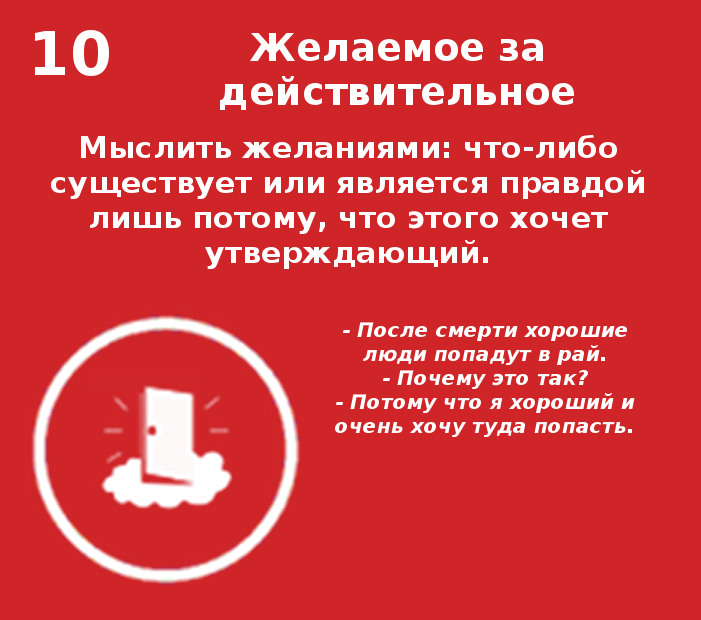 10
Желаемое за
действительное
Мыслить желаниями: что-либо
существует или является правдой
лишь потому, что этого хочет
утверждающий.
- После смерти хорошие
люди попадут в рай.
- Почему это так?
- Потому что я хороший и
очень хочу туда попасть.